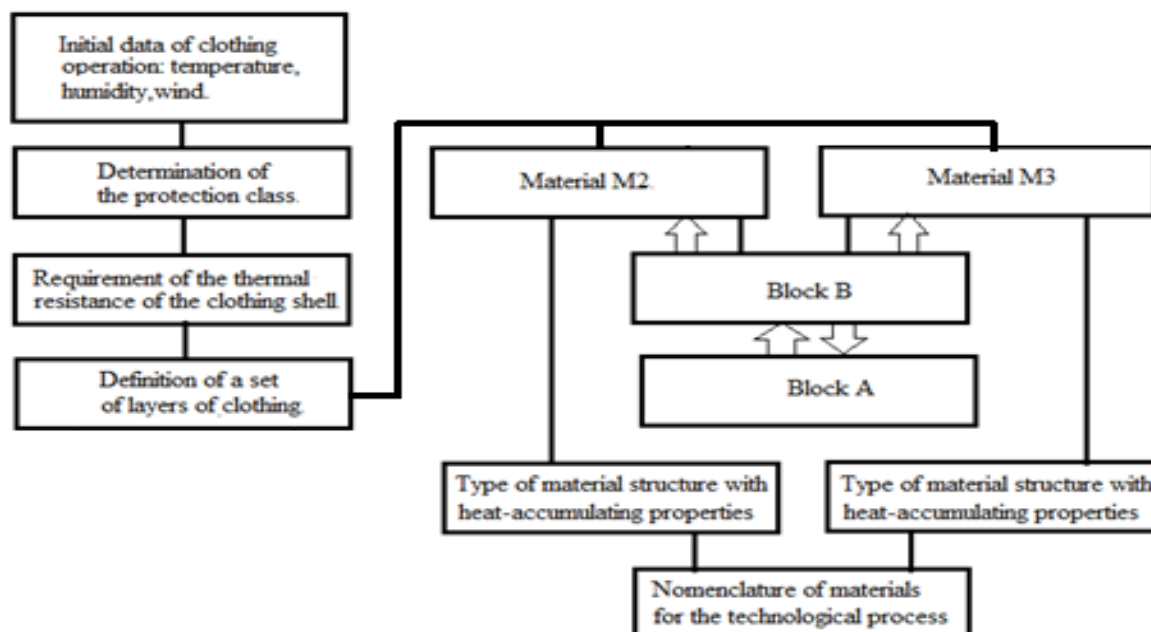 Initial data of clothing
operation: temperature,
humidity,wind.
Determination of
the protection class.
Requirement of the thermal
resistance of the clothing shell.
Definition of a set
of layers of clothing.
Material M2.
Material M3
Block B
Block A
Type of material structure with
heat-accumulating properties
Type of material structure with
heat-accumulating properties
Nomenclature of materials
for the technological process